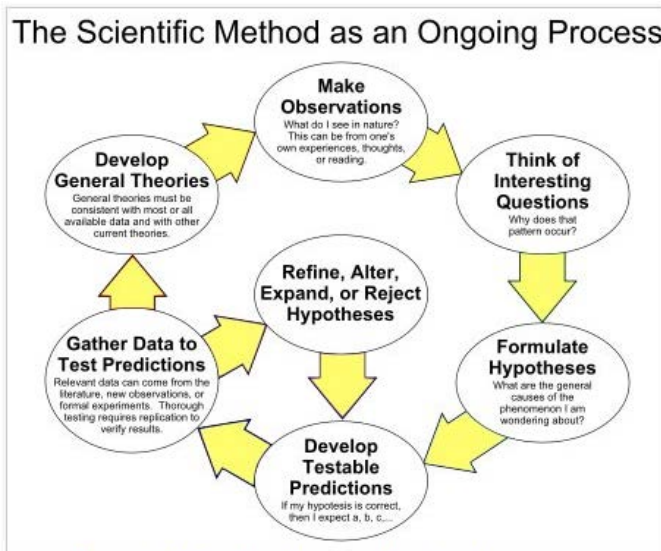 The Scientific Method as an Ongoing Process
Make
Observations
What do I see in nature?
This can be from one's
own experiences, thoughts,
or reading.
Think of
Interesting
Questions
Why does that
pattern occur?
Formulate
Hypotheses
What are the general
causes of the
phenomenon I am
wondering about?
Develop
Testable
Predictions
If my hypotesis is correct,
then I expect a, b, c,...
Gather Data to
Test Predictions
Relevant data can come from the
literature, new observations, or
formal experiments. Thorough
testing requires replication to
verify results.
Refine, Alter,
Expand, or Reject
Hypotheses
Develop
General Theories
General theories must be
consistent with most or all
available data and with other
current theories.